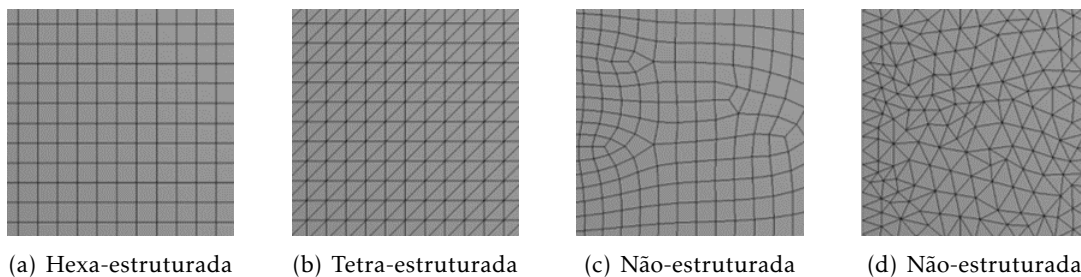 (a) Hexa-estruturada
(b) Tetra-estruturada
(c) Não-estruturada
(d) Não-estruturada